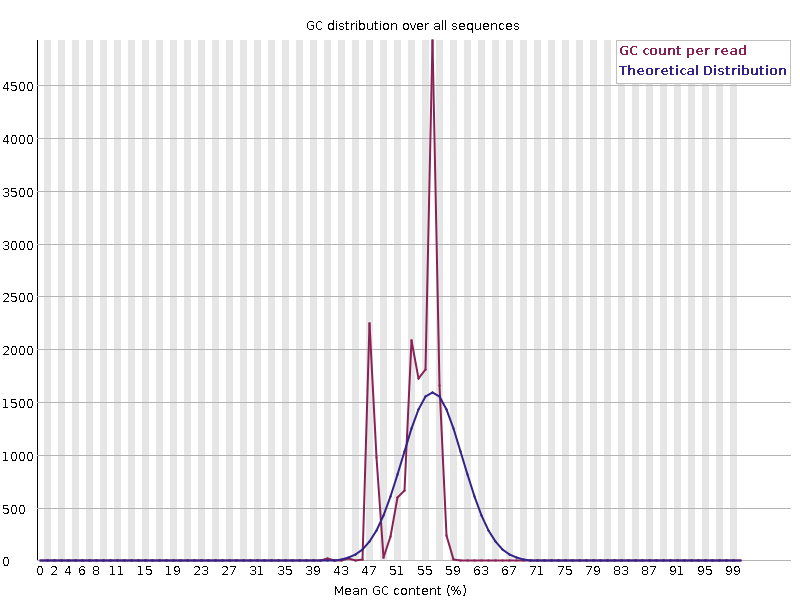 GC distribution over all sequences
GC count per read
Theoretical Distribution
4500
4000
3500
3000
2500
2000
1500
1000
500
0
0 2 4 6 8 11 15 19 23 27 31 35 39 43 47 51 55 59 63 67 71 75 79 83 87 91 95 99
Mean GC content (%)